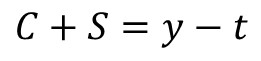 C + S = y − t